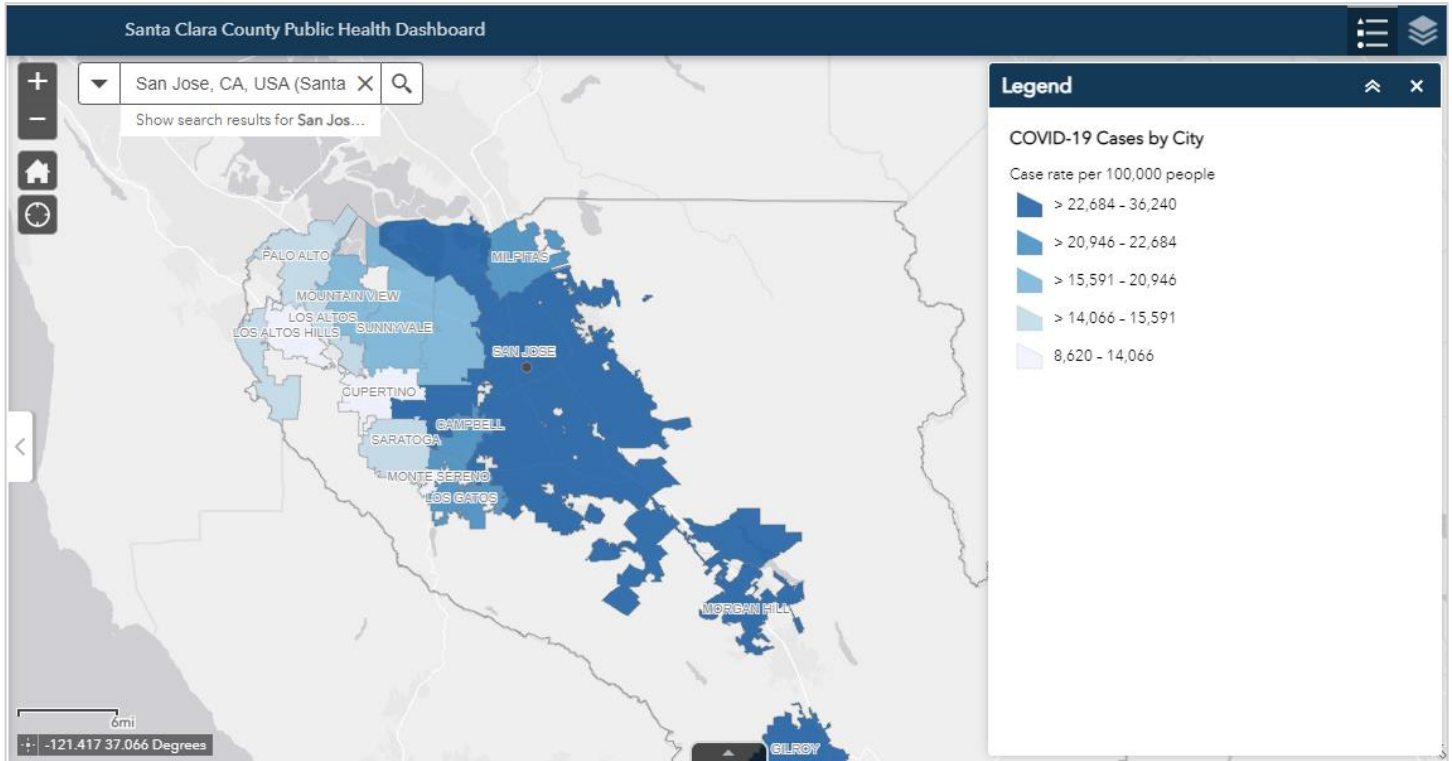 Santa Clara County Public Health Dashboard
San Jose, CA, USA (Santa
Show search results for San Jos...
Legend
COVID-19 Cases by City
Case rate per 100,000 people
> 22,684 - 36,240
> 20,946 - 22,684
> 15,591 - 20,946
> 14,066 - 15,591
8,620 - 14,066
PALO ALTO
MILPITAS
MOUNTAIN VIEW
LOS ALTOS
LOS ALTOS HILLS
SUNNYVALE
SAN JOSE
CUPERTINO
CAMPBELL
SARATOGA
MONTE SERENO
LOS GATOS
MORGAN HILL
GILROY
6mi
-121.417 37.066 Degrees